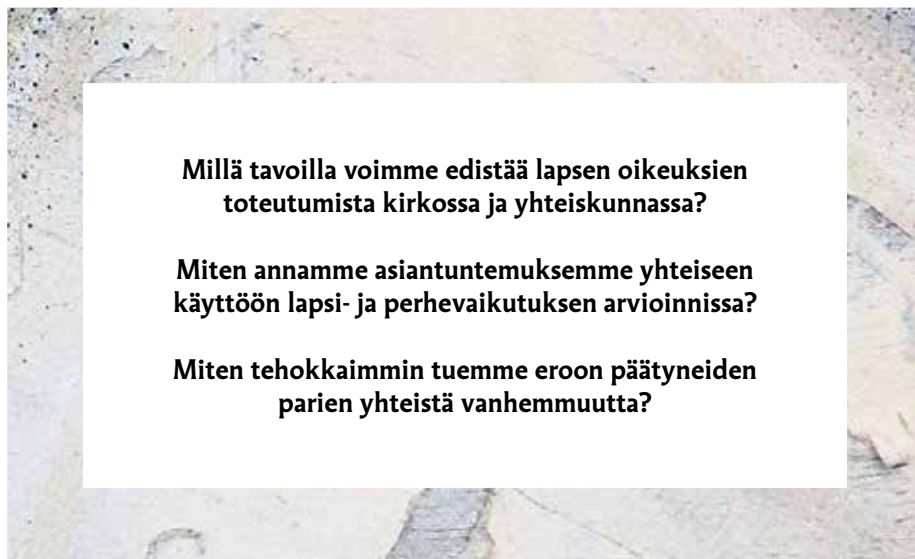 Millä tavoilla voimme edistää lapsen oikeuksien
toteutumista kirkossa ja yhteiskunnassa?
Miten annamme asiantuntemuksemme yhteiseen
käyttöön lapsi- ja perhevaikutuksen arvioinnissa?
Miten tehokkaimmin tuemme eroon päätyneiden
parien yhteistä vanhemmuutta?